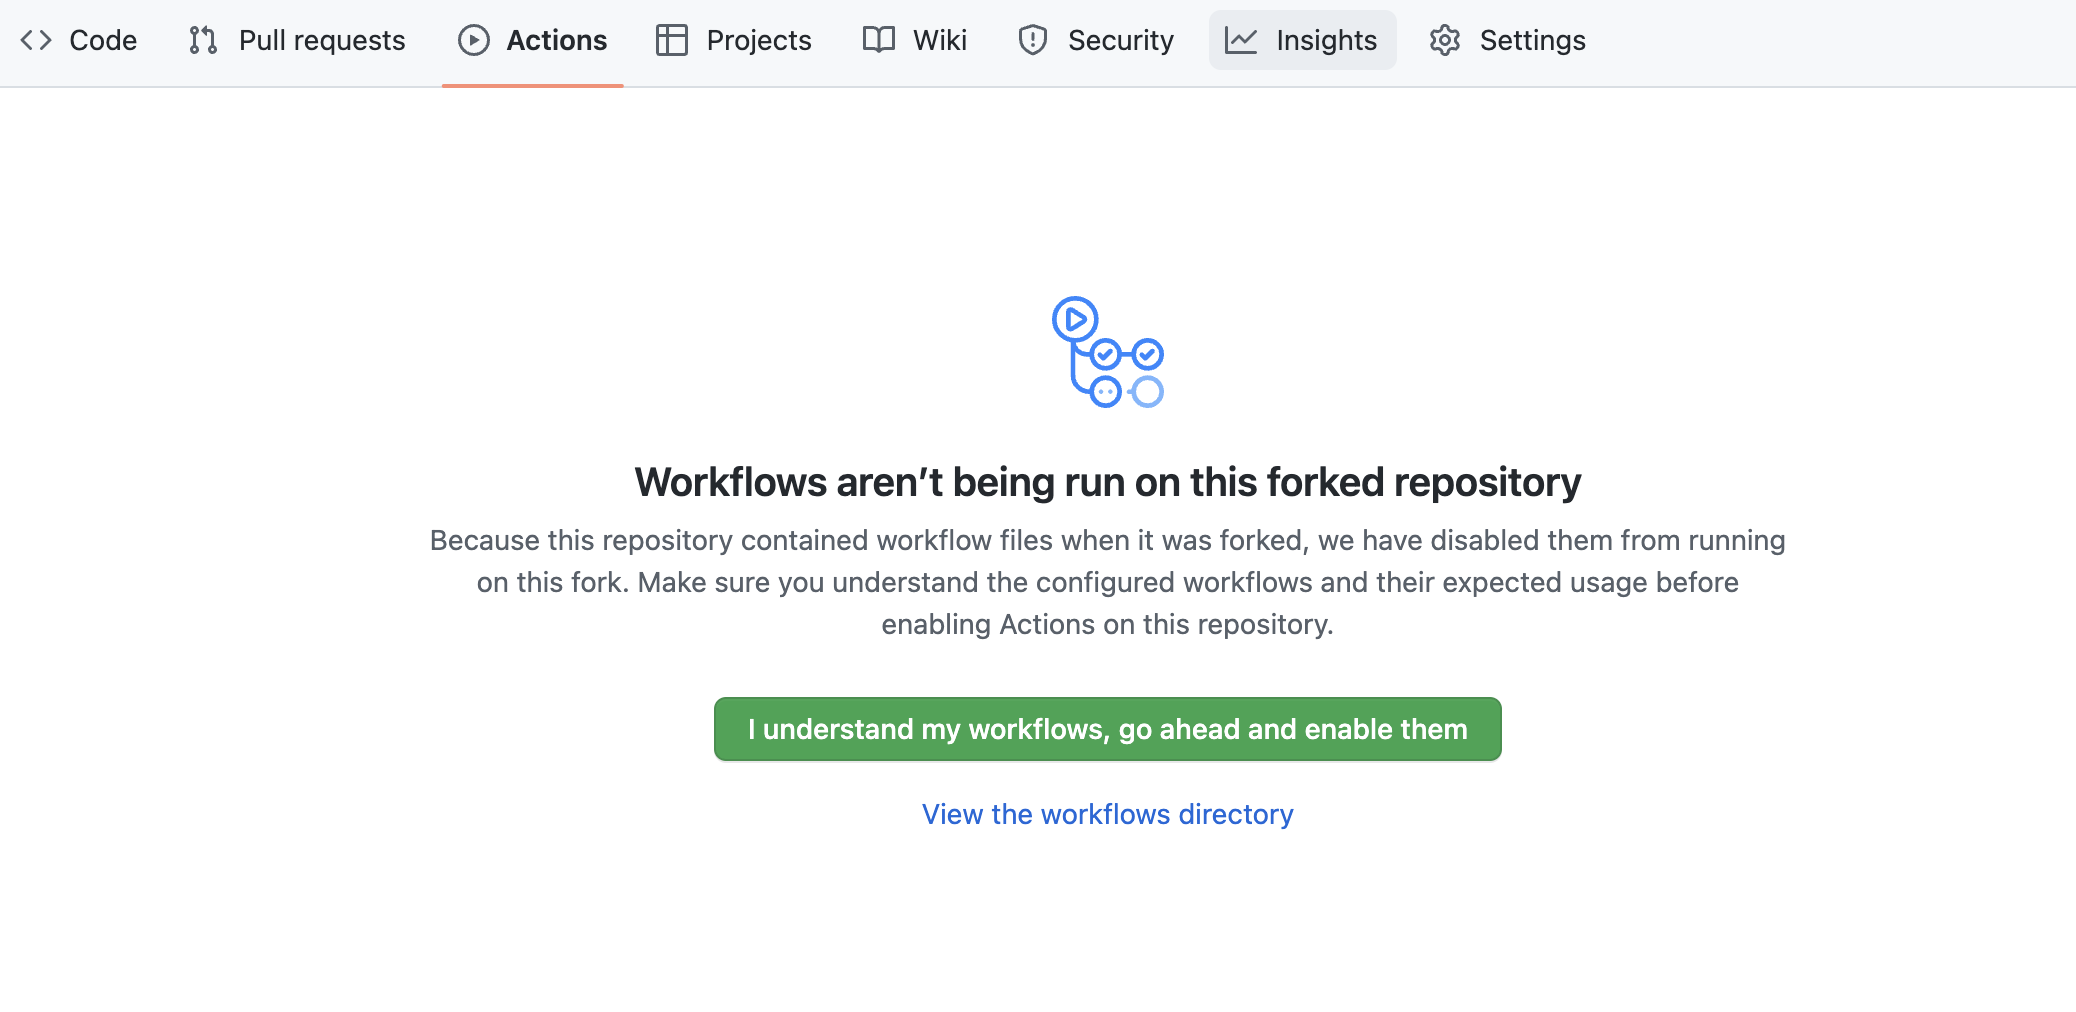 Code Pull requests Actions Projects Wiki Security Insights Settings
Workflows aren’t being run on this forked repository
Because this repository contained workflow files when it was forked, we have disabled them from running
on this fork. Make sure you understand the configured workflows and their expected usage before
enabling Actions on this repository.
I understand my workflows, go ahead and enable them
View the workflows directory